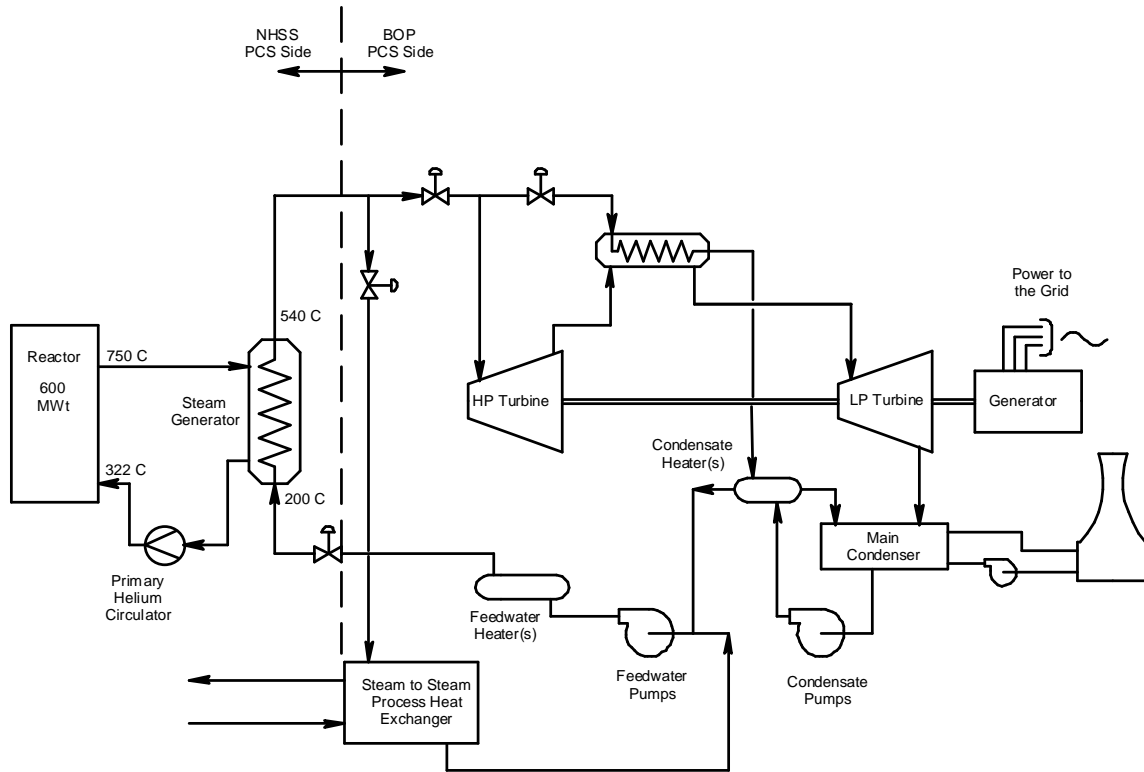 NHSS
PCS Side
BOP
PCS Side
Power to
the Grid
540 C
Reactor
600
MWt
750 C
Steam
Generator
HP Turbine
LP Turbine
Generator
Condensate
Heater(s)
322 C
200 C
Main
Condenser
Primary
Helium
Circulator
Feedwater
Heater(s)
Feedwater
Pumps
Condensate
Pumps
Steam to Steam
Process Heat
Exchanger